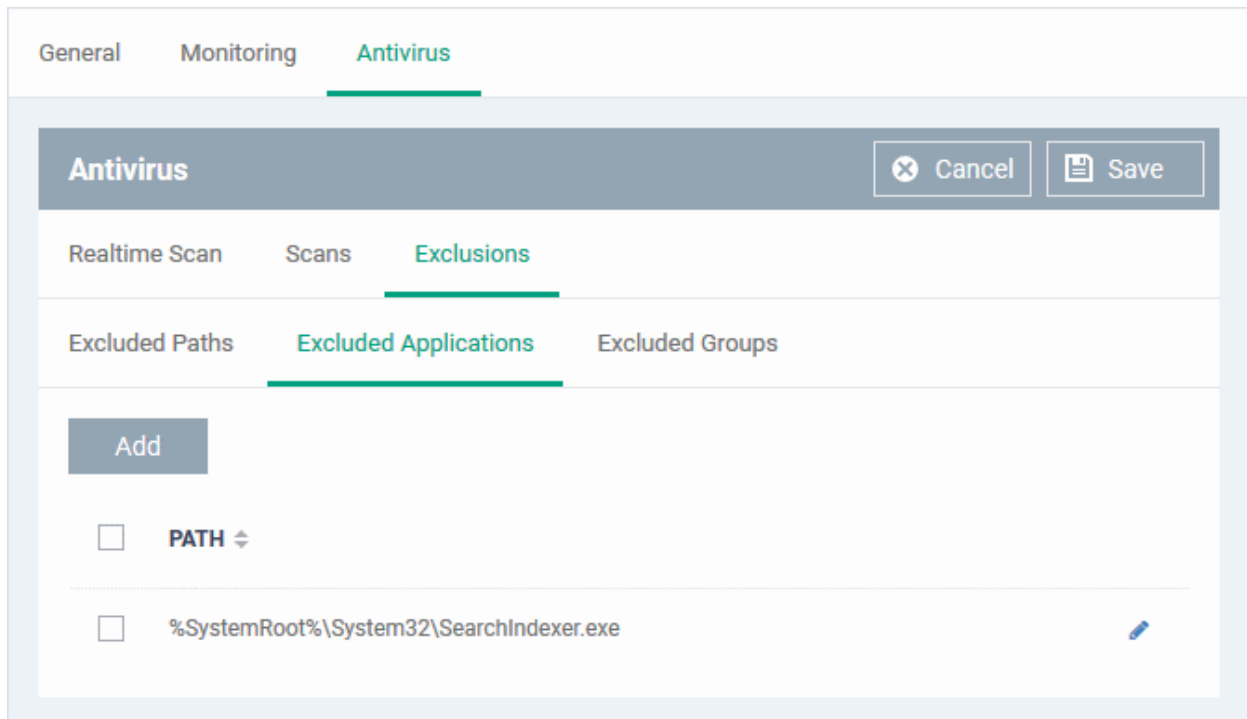 General Monitoring Antivirus
Antivirus Cancel Save
Realtime Scan Scans Exclusions
Excluded Paths Excluded Applications Excluded Groups
Add
PATH
%SystemRoot%\System32\SearchIndexer.exe